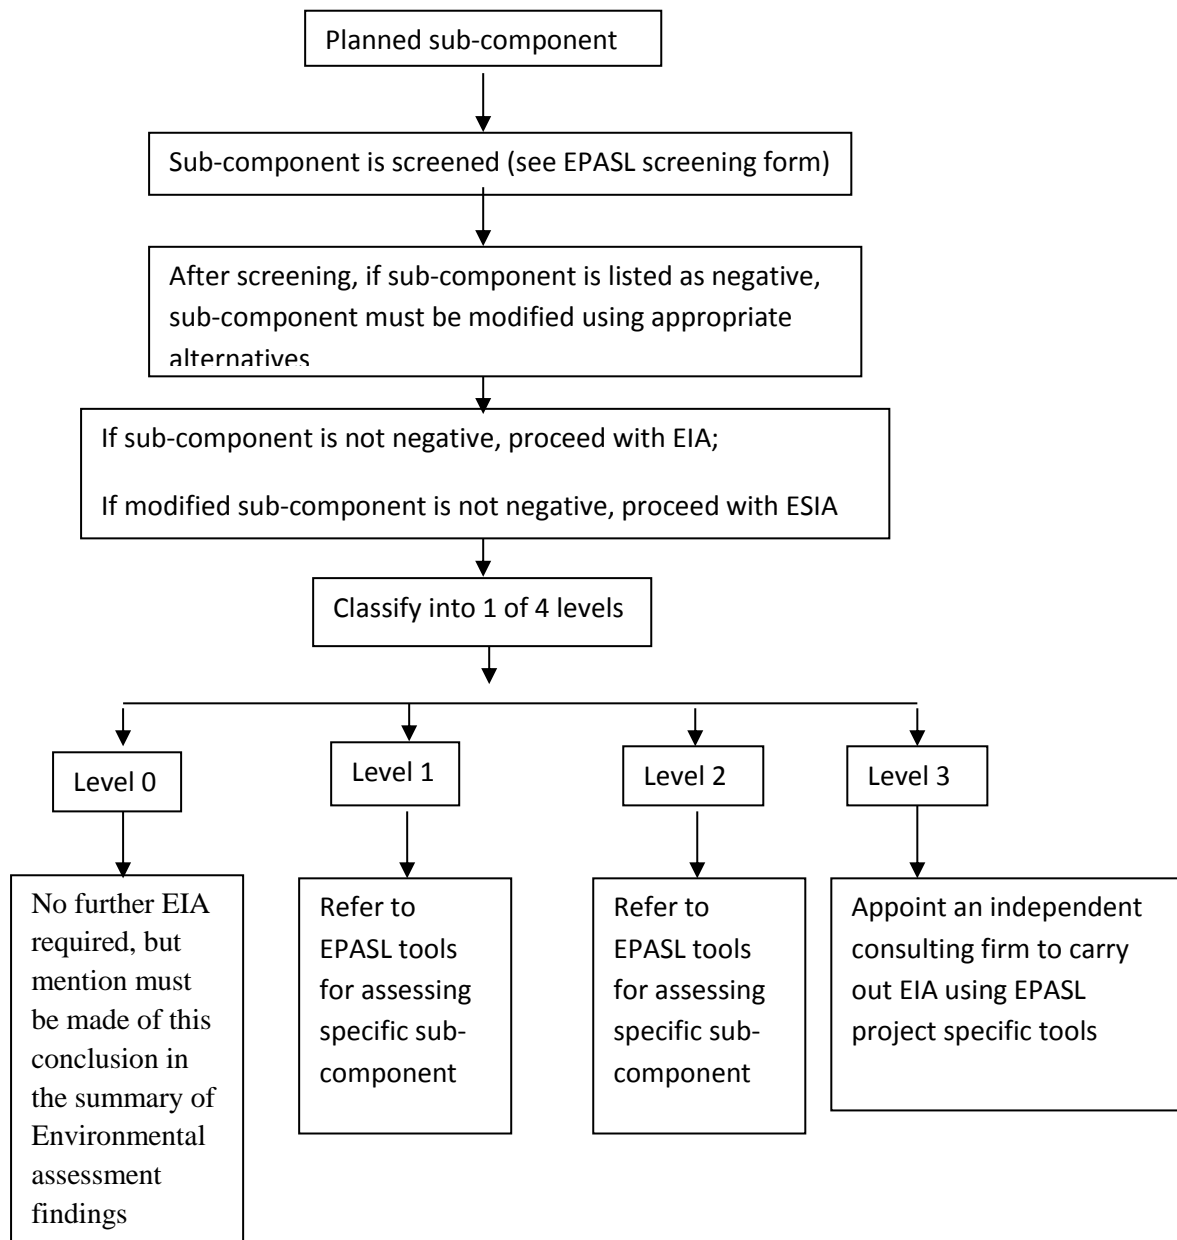 Planned sub-component
Sub-component is screened (see EPASL screening form)
After screening, if sub-component is listed as negative,
sub-component must be modified using appropriate
alternatives
If sub-component is not negative, proceed with EIA;
If modified sub-component is not negative, proceed with ESIA
Classify into 1 of 4 levels
Level 0
Level 1
Level 2
Level 3
No further EIA
required, but
mention must
be made of this
conclusion in
the summary of
Environmental
assessment
findings
Refer to
EPASL tools
for assessing
specific sub-
component
Refer to
EPASL tools
for assessing
specific sub-
component
Appoint an independent
consulting firm to carry
out EIA using EPASL
project specific tools